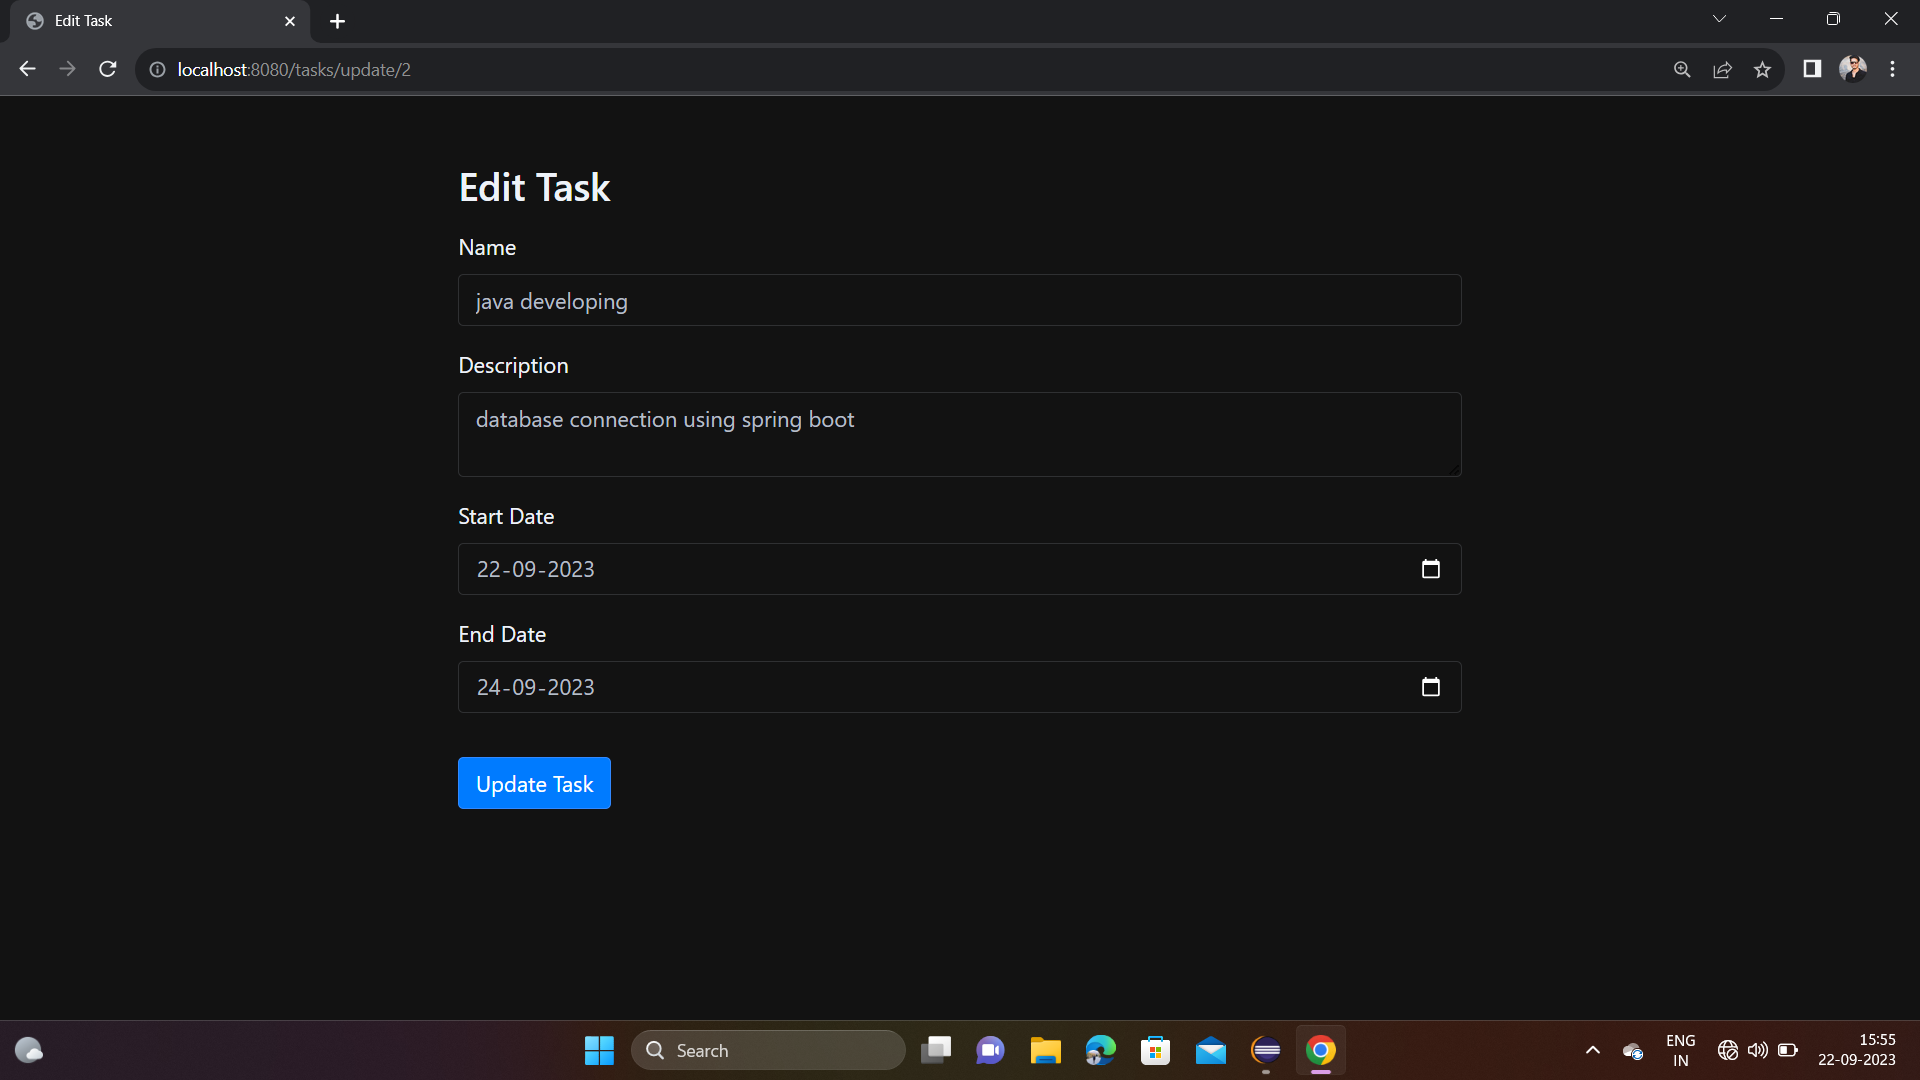 Edit Task
localhost:8080/tasks/update/2
Edit Task
Name
java developing
Description
database connection using spring boot
Start Date
22-09-2023
End Date
24-09-2023
Update Task
Search
ENG
IN
15:55
22-09-2023